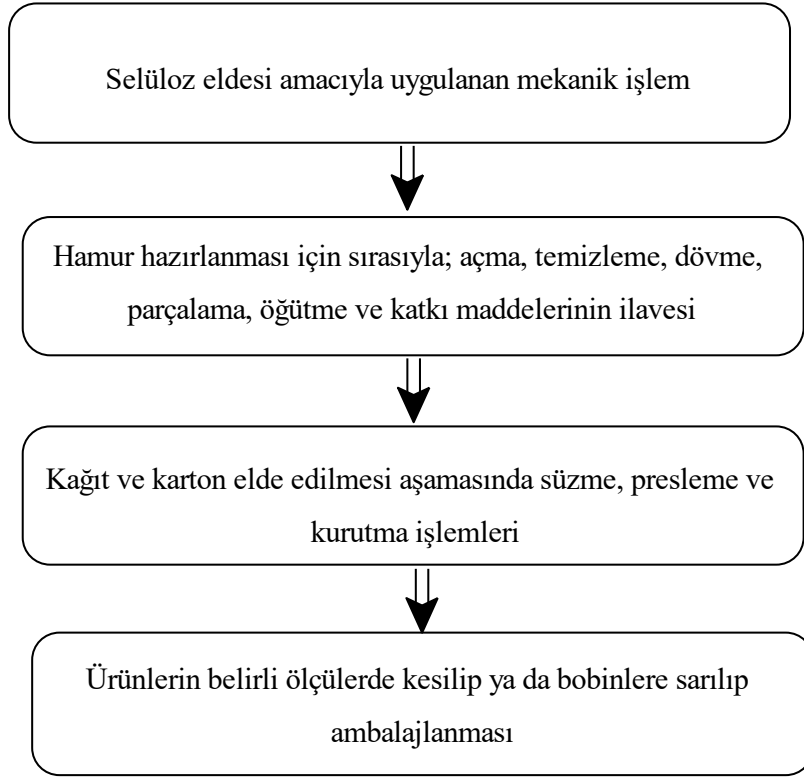 Selüloz eldesi amacıyla uygulanan mekanik işlem
Hamur hazırlanması için sırasıyla; açma, temizleme, dövme,
parçalama, öğütme ve katkı maddelerinin ilavesi
Kağıt ve karton elde edilmesi aşamasında süzme, presleme ve
kurutma işlemleri
Ürünlerin belirli ölçülerde kesilip ya da bobinlere sarılıp
ambalajlanması